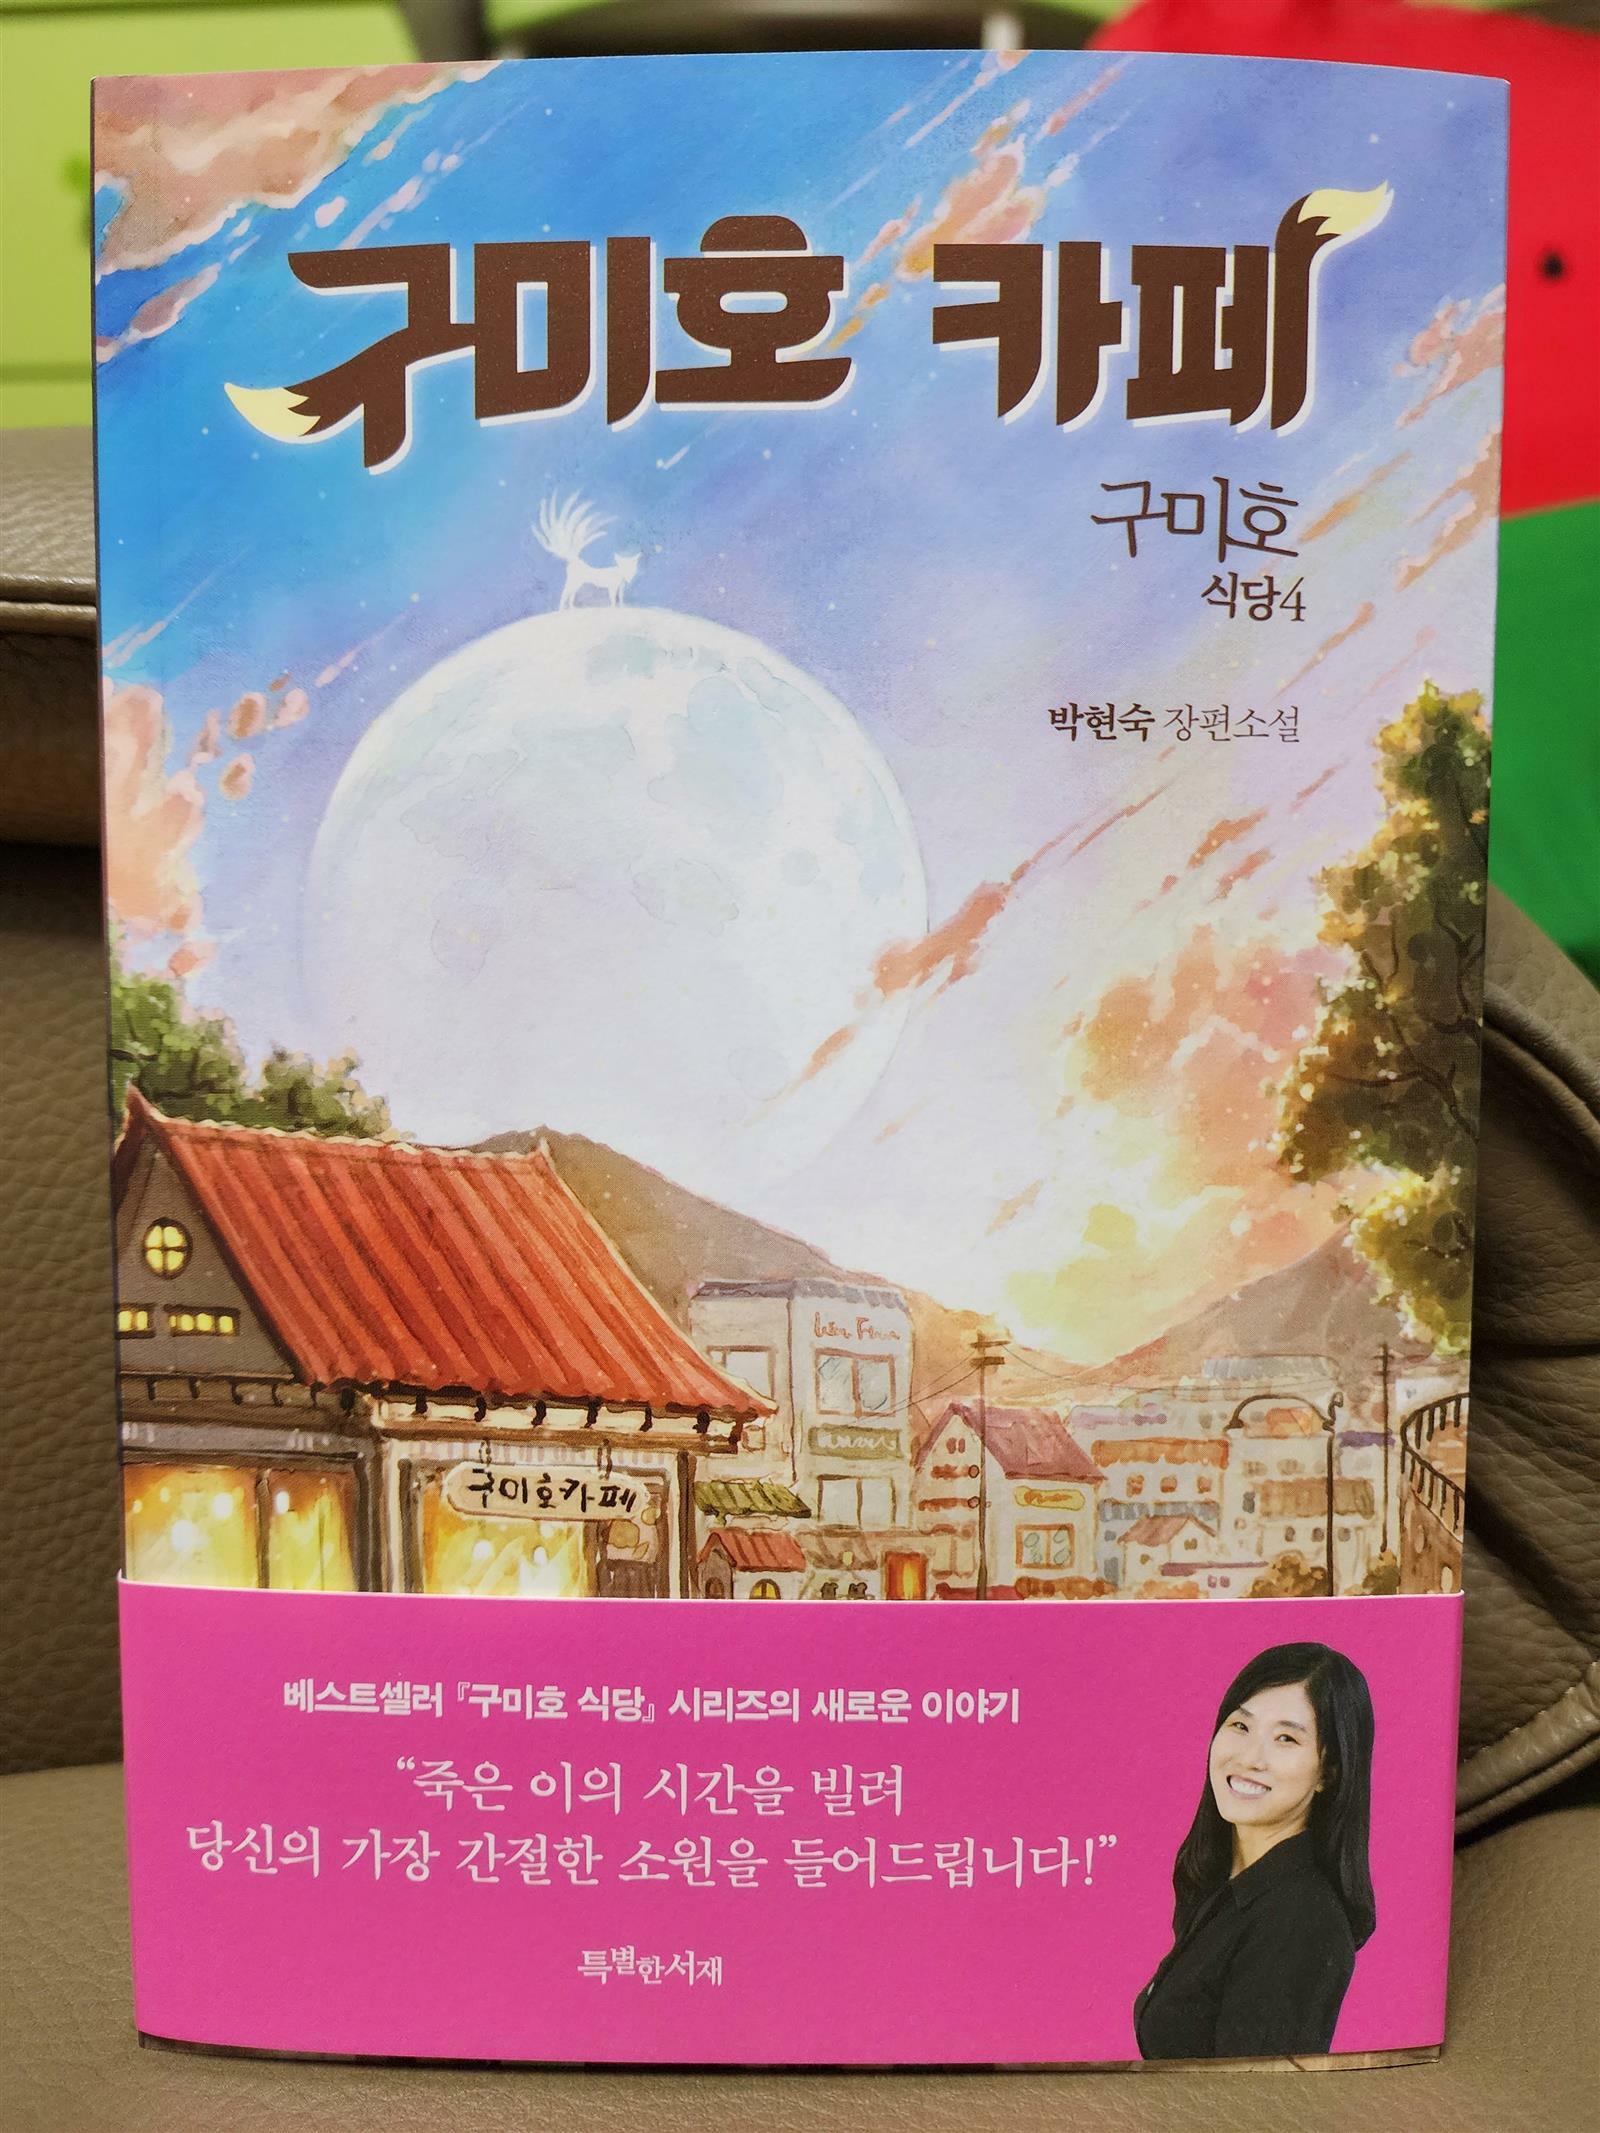 구미호 카페
구미호
식당4
박현숙 장편소설
구미호카페
베스트셀러 『구미호 식당』 시리즈의 새로운 이야기
“죽은 이의 시간을 빌려
당신의 가장 간절한 소원을 들어드립니다!”
특별한서재